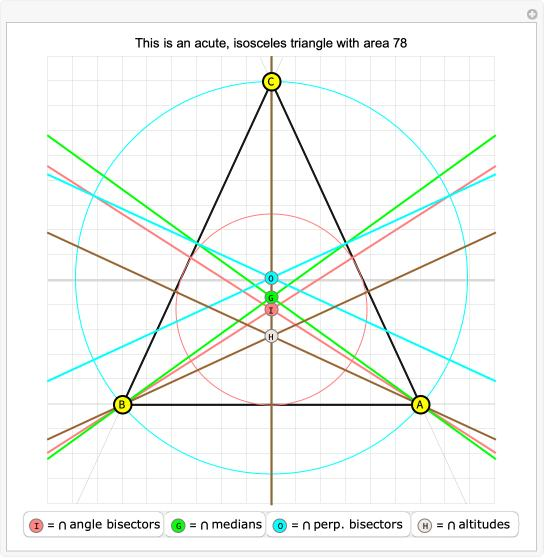 This is an acute, isosceles triangle with area 78
C
O
G
I
H
B A
I = ∩ angle bisectors G = ∩ medians O = ∩ perp. bisectors H = ∩ altitudes